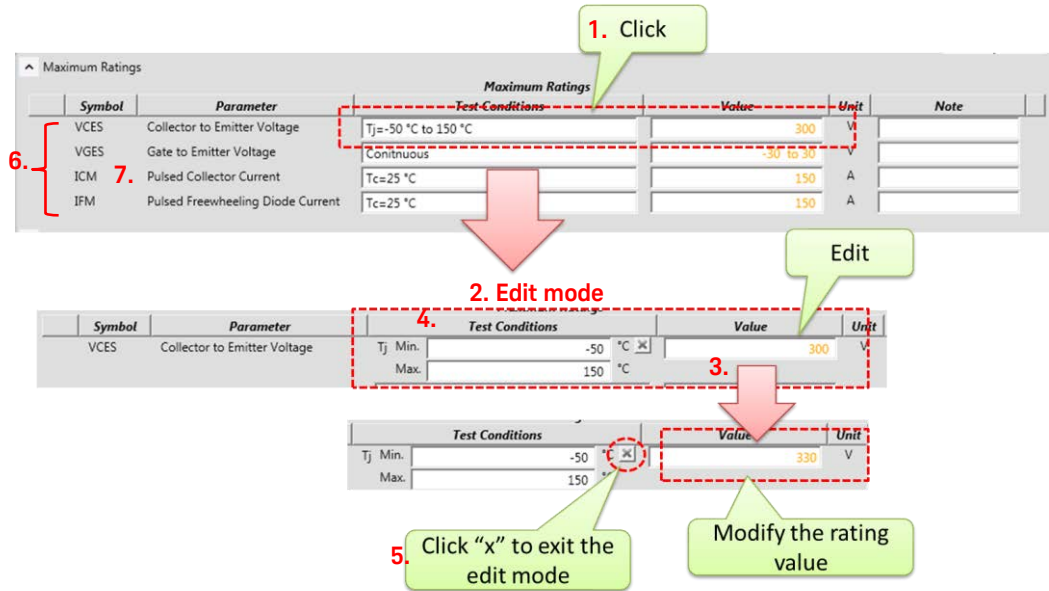 1. Click
Maximum Ratings
Maximum Ratings
Symbol Parameter Test Conditions Value Unit Note
VCES Collector to Emitter Voltage Tj=-50 °C to 150 °C 300 V
6.
VGES Gate to Emitter Voltage Conitnuous -30 to 30 V
7.
ICM Pulsed Collector Current Tc=25 °C 150 A
IFM Pulsed Freewheeling Diode Current Tc=25 °C 150 A
Edit
2. Edit mode
4.
Symbol Parameter Test Conditions Value Unit
VCES Collector to Emitter Voltage Tj Min. -50 °C x 300 V
Max. 150 °C
3.
Test Conditions Value Unit
Tj Min. -50 °C x 330 V
Max. 150
5. Click “x” to exit the
edit mode
Modify the rating
value